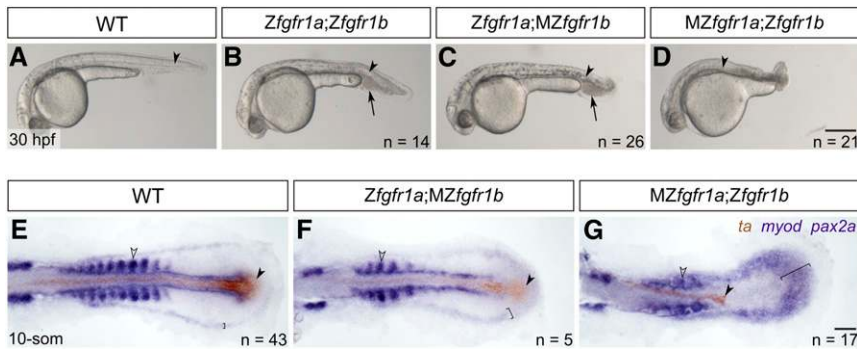 WT
Zfgfr1a;Zfgfr1b
Zfgfr1a;MZfgfr1b
MZfgfr1a;Zfgfr1b
A
B
C
D
30 hpf
n = 14
n = 26
n = 21
WT
Zfgfr1a;MZfgfr1b
MZfgfr1a;Zfgfr1b
E
F
G
ta myod pax2a
10-som
n = 43
n = 5
n = 17